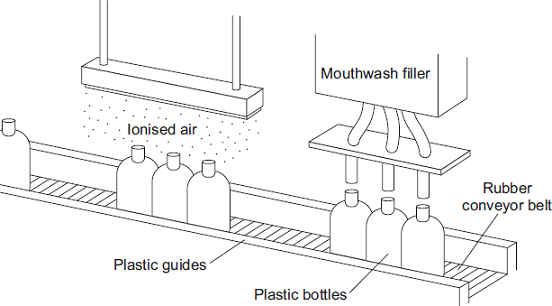 Mouthwash filler
Ionised air
Rubber
conveyor belt
Plastic guides
Plastic bottles